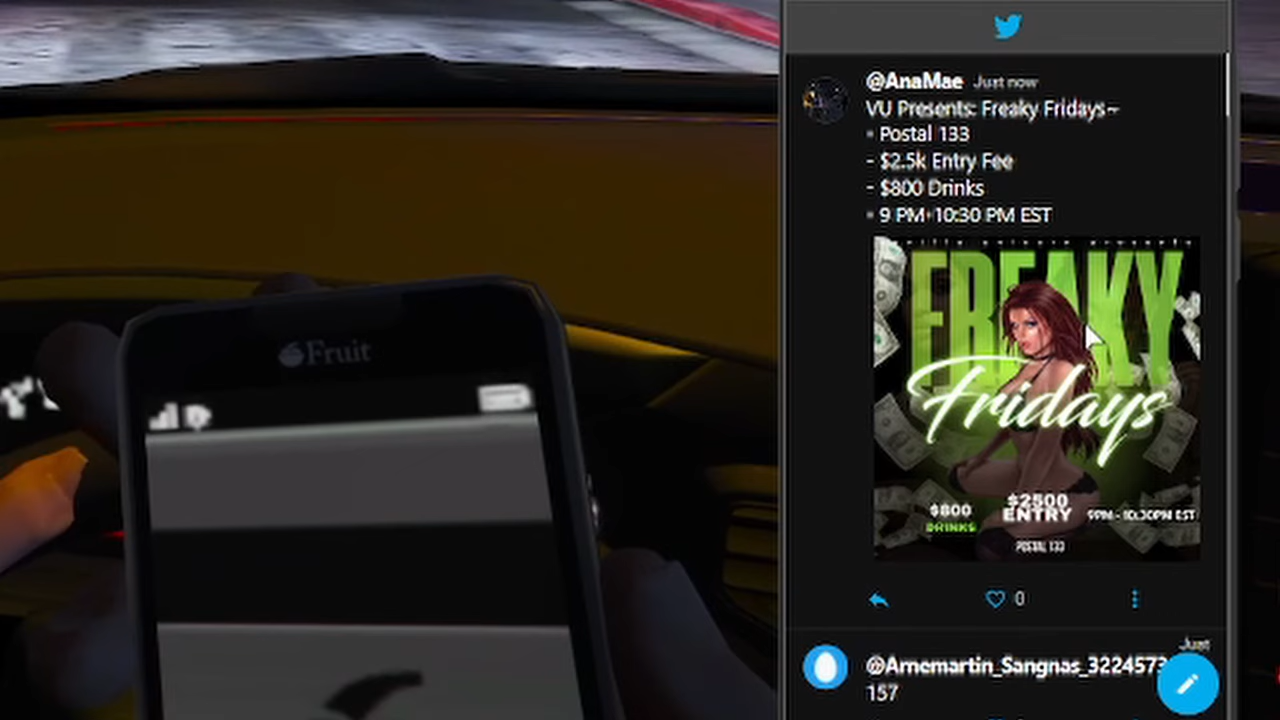 @AnaMae Just now
VU Presents: Freaky Fridays~
- Postal 133
- $2.5k Entry Fee
- $800 Drinks
- 9 PM-10:30 PM EST
FREAKY
Fridays
$800
DRINKS
$2500
ENTRY
9PM - 10:30PM EST
POSTAL 133
0
Just
@Arnemartin_Sangnas_3224573
157
Fruit